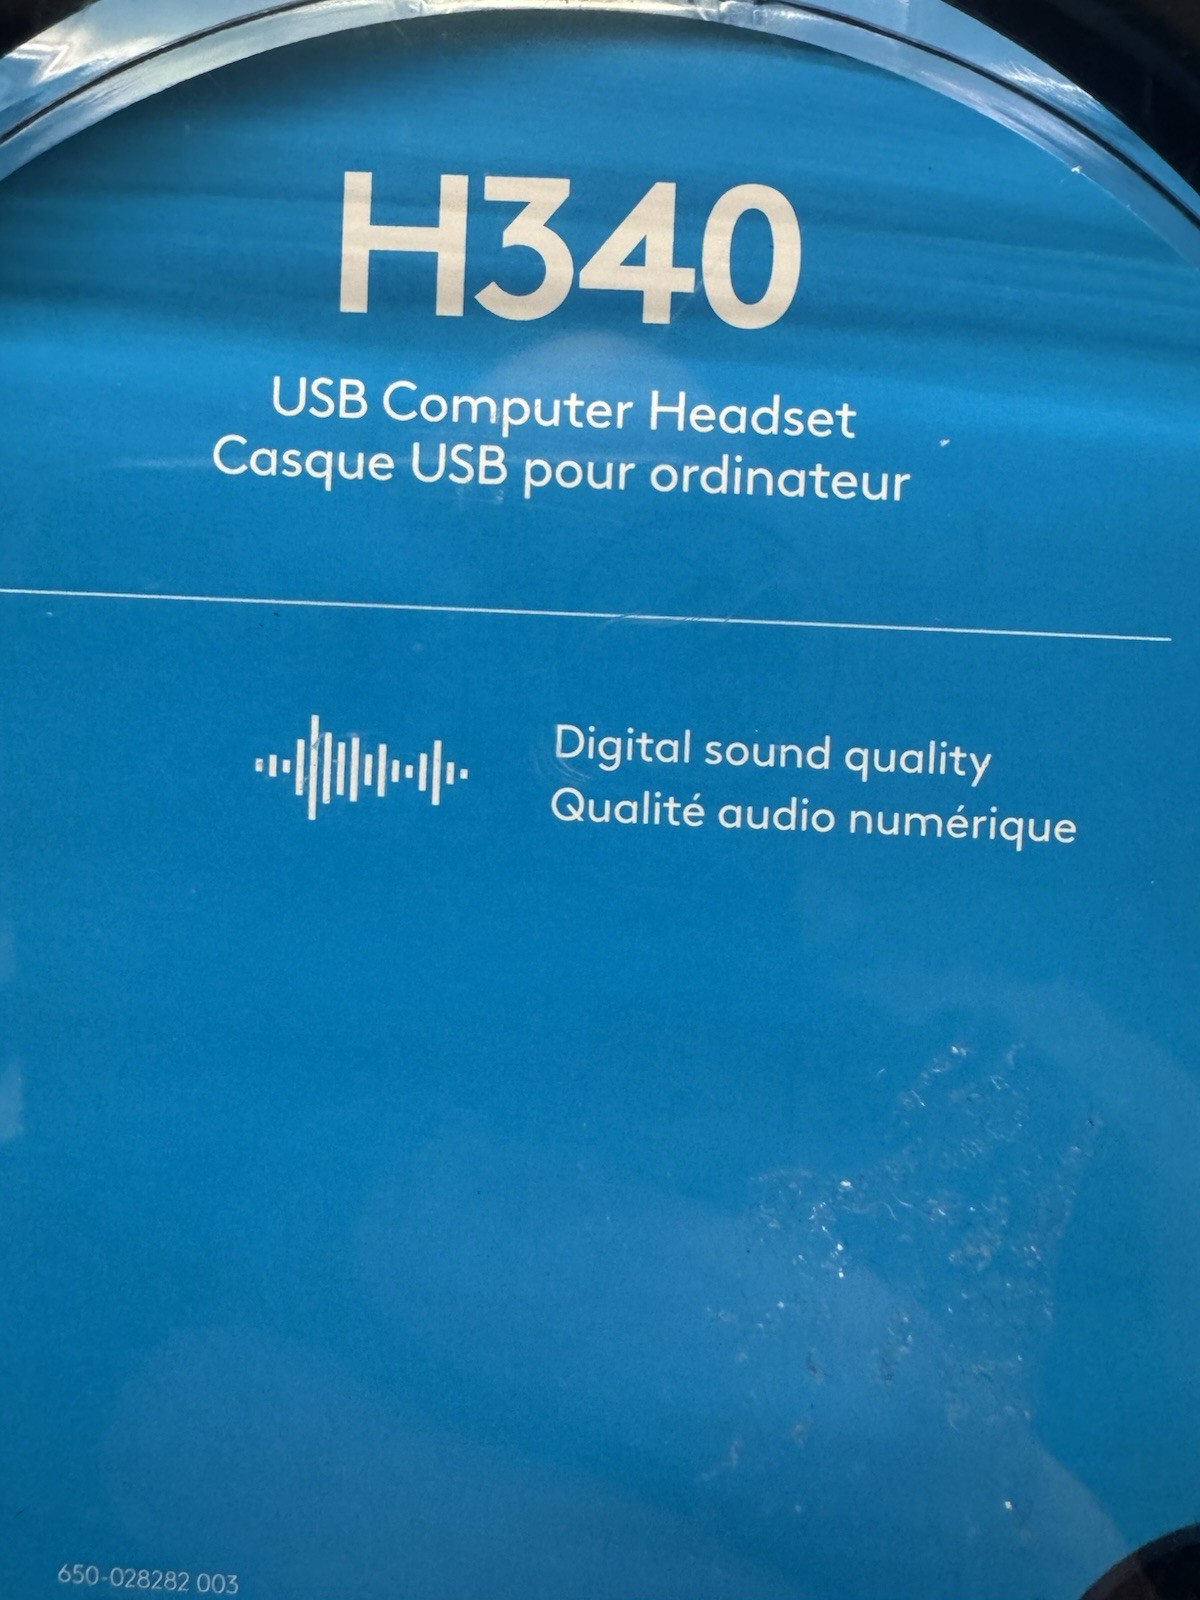 H340
USB Computer Headset
Casque USB pour ordinateur
Digital sound quality
Qualité audio numérique
650-028282 003